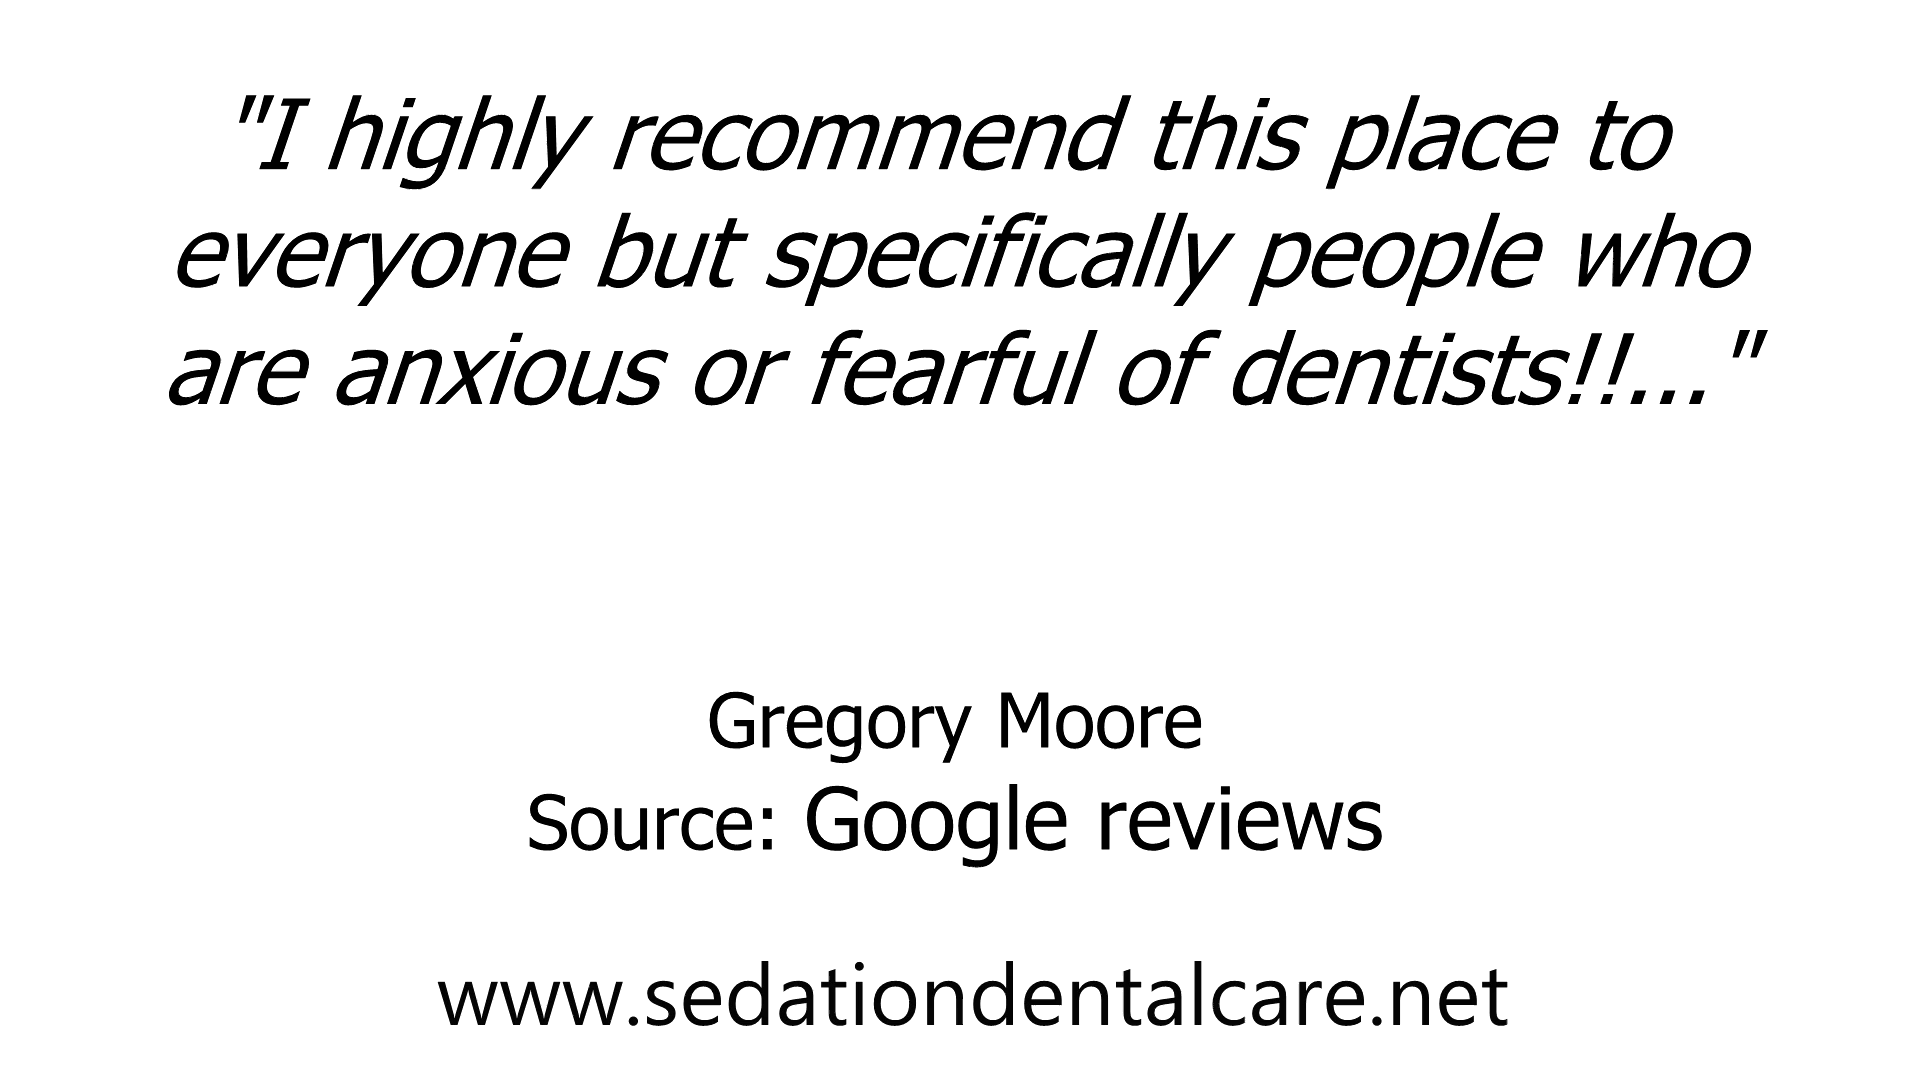 "I highly recommend this place to
everyone but specifically people who
are anxious or fearful of dentists!!..."
Gregory Moore
Source: Google reviews
www.sedationdentalcare.net